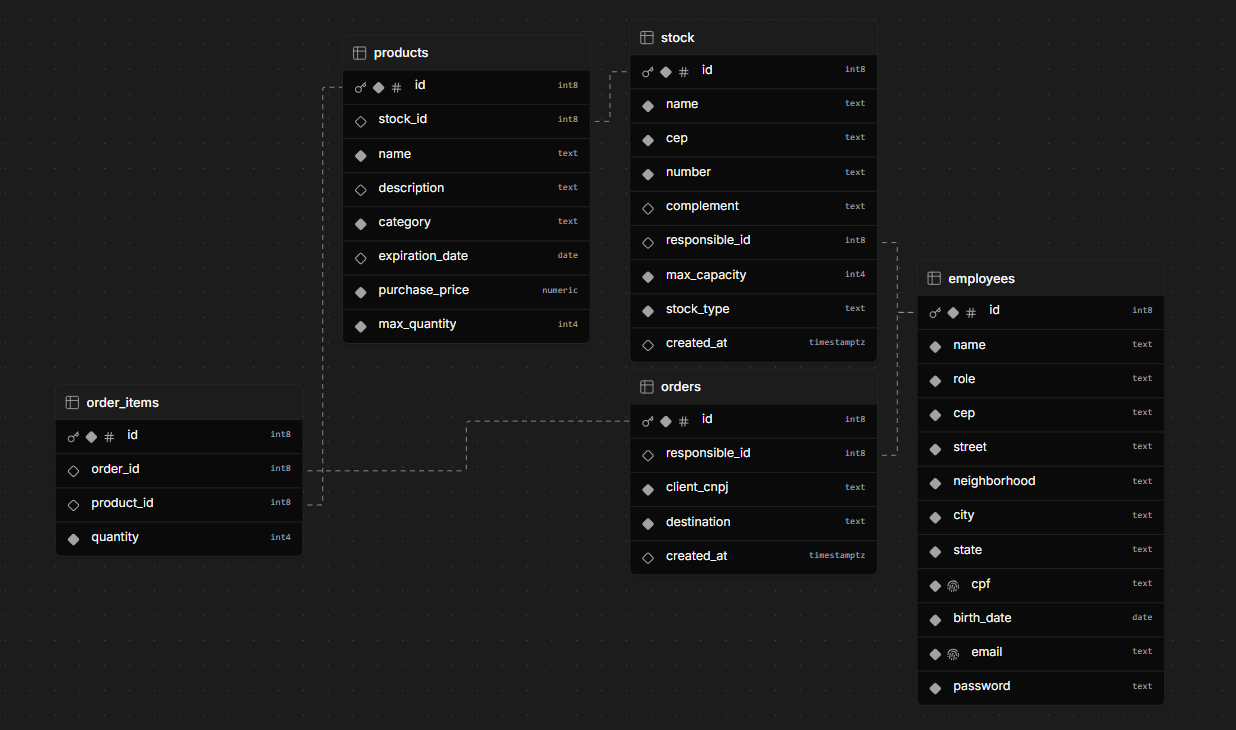 products
id int8
stock_id int8
name text
description text
category text
expiration_date date
purchase_price numeric
max_quantity int4
stock
id int8
name text
cep text
number text
complement text
responsible_id int8
max_capacity int4
stock_type text
created_at timestamptz
employees
id int8
name text
role text
cep text
street text
neighborhood text
city text
state text
cpf text
birth_date date
email text
password text
order_items
id int8
order_id int8
product_id int8
quantity int4
orders
id int8
responsible_id int8
client_cnpj text
destination text
created_at timestamptz